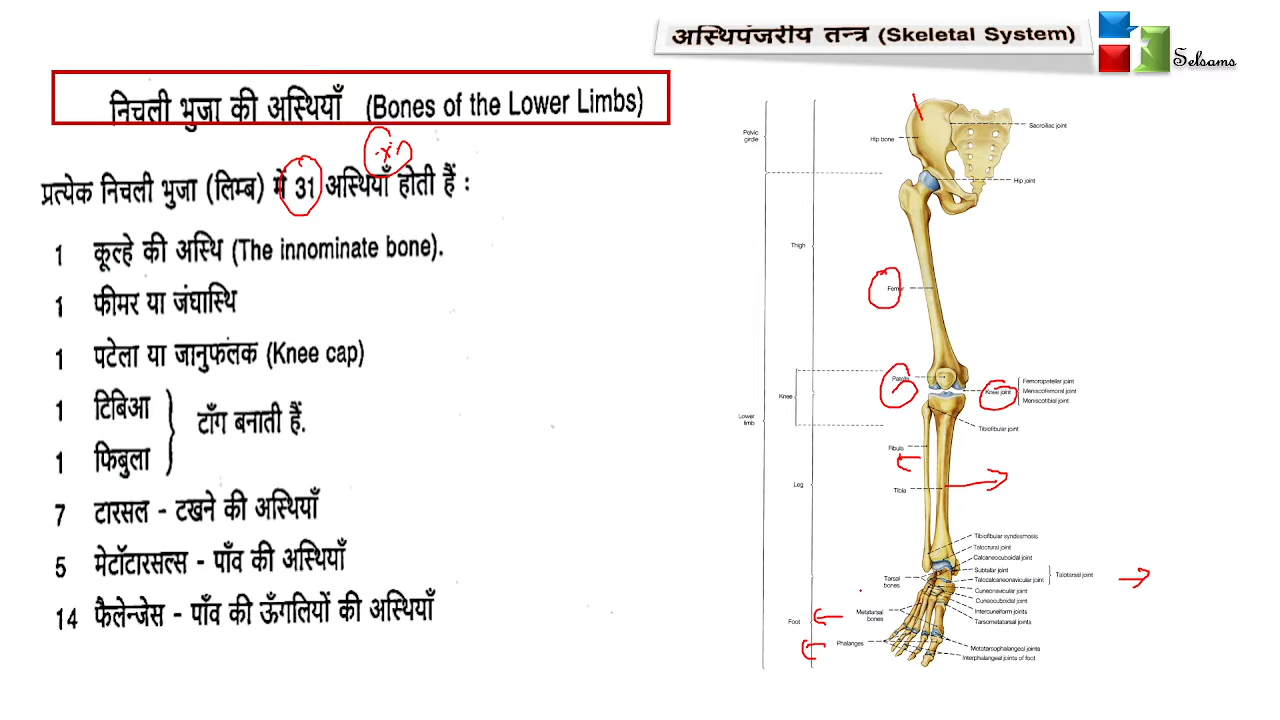 अस्थिपंजरीय तन्त्र (Skeletal System)
Selsams
निचली भुजा की अस्थियाँ (Bones of the Lower Limbs)
प्रत्येक निचली भुजा (लिम्ब) में 31 अस्थियाँ होती हैं :
1 कूल्हे की अस्थि (The innominate bone).
1 फीमर या जंघास्थि
1 पटेला या जानुफलक (Knee cap)
1 टिबिआ
टाँग बनाती हैं.
1 फिबुला
7 टारसल - टखने की अस्थियाँ
5 मेटॉटारसल्स - पाँव की अस्थियाँ
14 फैलेन्जेस - पाँव की ऊँगलियों की अस्थियाँ
Pelvic
girdle
Hip bone
Sacroiliac joint
Hip joint
Thigh
Femur
Patella
Knee
Knee joint
Femoropatellar joint
Meniscofemoral joint
Meniscotibial joint
Lower
limb
Tibiofibular joint
Fibula
Leg
Tibia
Tibiofibular syndesmosis
Talocrural joint
Calcaneocuboidal joint
Subtalar joint
Talocalcaneonavicular joint
Talotarsal joint
Cuneonavicular joint
Cuneocuboidal joint
Intercuneiform joints
Tarsometatarsal joints
Tarsal
bones
Metatarsal
bones
Foot
Phalanges
Metatarsophalangeal joints
Interphalangeal joints of foot